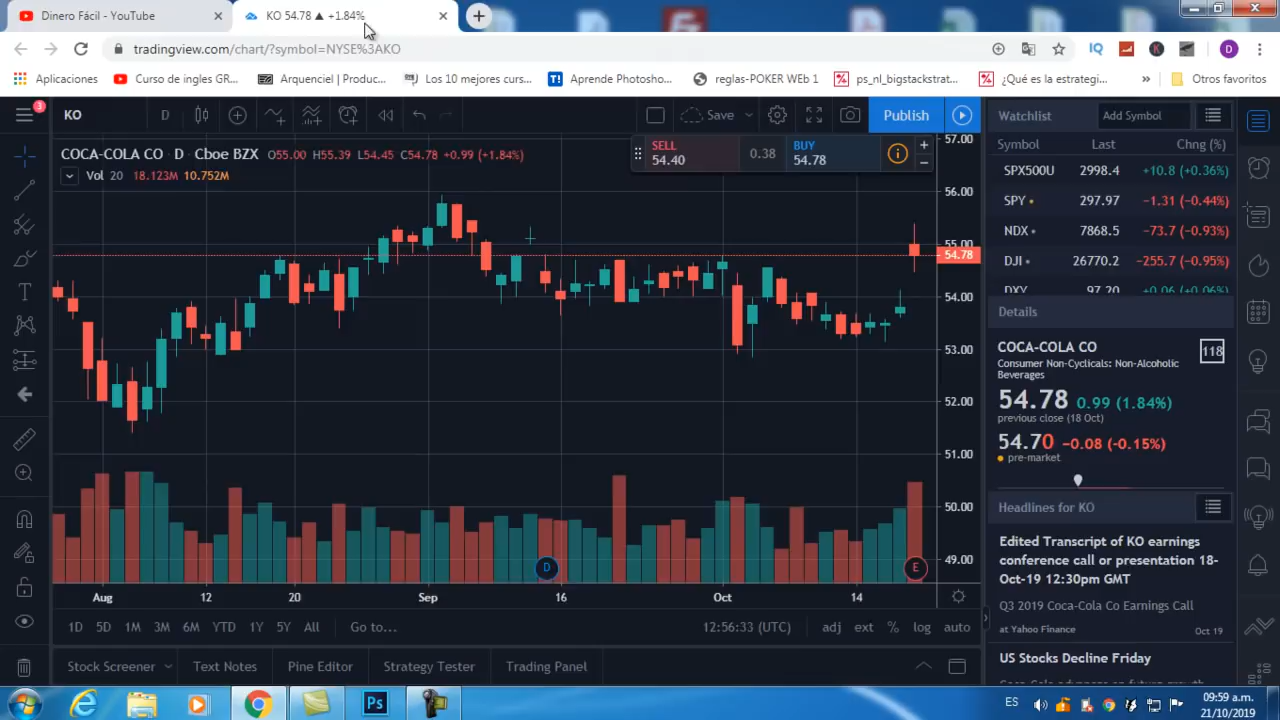 Dinero Fácil - YouTube
KO 54.78 ▲ +1.84%
tradingview.com/chart/?symbol=NYSE%3AKO
IQ
K
D
Aplicaciones
Curso de ingles GR...
Arquenciel | Produc...
Los 10 mejores curs...
T!
Aprende Photosho...
reglas-POKER WEb 1
ps_nl_bigstackstrat...
¿Qué es la estrategi...
»
Otros favoritos
3
KO
D
Save
Publish
Watchlist
Add Symbol
COCA-COLA CO · D · Cboe BZX O55.00 H55.39 L54.45 C54.78 +0.99 (+1.84%)
Vol 20 18.123M 10.752M
SELL
54.40
0.38
BUY
54.78
57.00
56.00
55.00
54.78
54.00
53.00
52.00
51.00
50.00
49.00
Symbol Last Chng (%)
SPX500U 2998.4 +10.8 (+0.36%)
SPY 297.97 −1.31 (−0.44%)
NDX 7868.5 −73.7 (−0.93%)
DJI 26770.2 −255.7 (−0.95%)
DXY 97.20 +0.06 (+0.06%)
Details
COCA-COLA CO
118
Consumer Non-Cyclicals: Non-Alcoholic
Beverages
54.78 0.99 (1.84%)
previous close (18 Oct)
54.70 −0.08 (−0.15%)
pre-market
Headlines for KO
Edited Transcript of KO earnings
conference call or presentation 18-
Oct-19 12:30pm GMT
Q3 2019 Coca-Cola Co Earnings Call
at Yahoo Finance Oct 19
US Stocks Decline Friday
D
E
Aug 12 20 Sep 16 Oct 14
1D 5D 1M 3M 6M YTD 1Y 5Y All Go to...
12:56:33 (UTC) adj ext % log auto
Stock Screener Text Notes Pine Editor Strategy Tester Trading Panel
Ps
ES
09:59 a.m.
21/10/2019